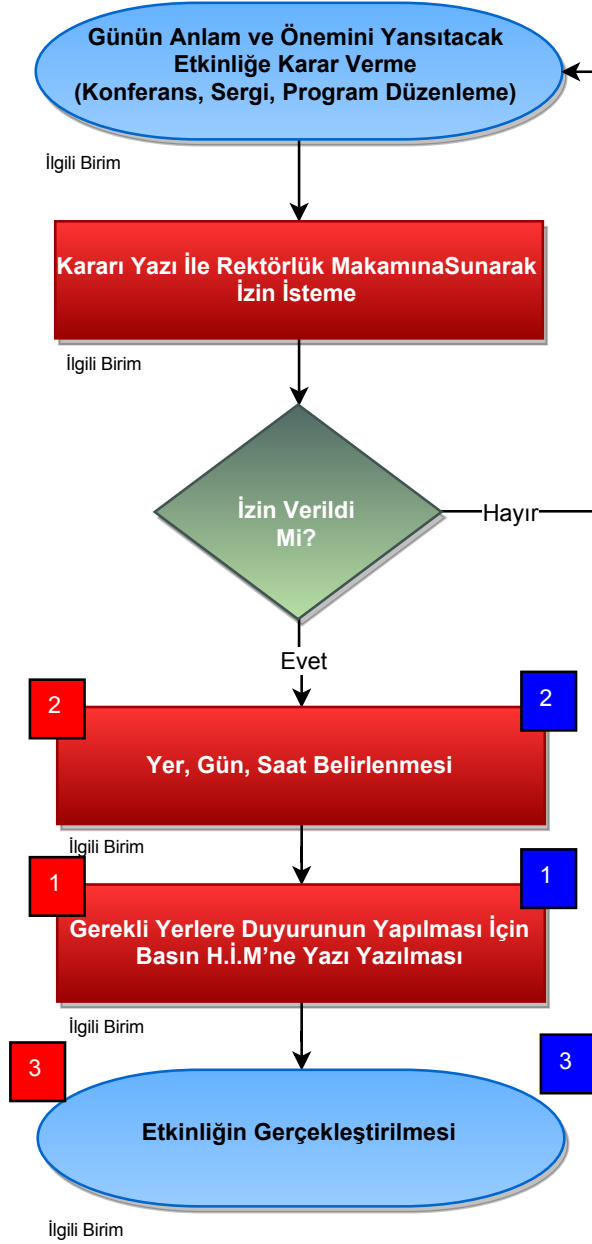 Günün Anlam ve Önemini Yansıtacak
Etkinliğe Karar Verme
(Konferans, Sergi, Program Düzenleme)
İlgili Birim
Kararı Yazı İle Rektörlük MakamınaSunarak
İzin İsteme
İlgili Birim
İzin Verildi
Mi?
Hayır
Evet
2
2
Yer, Gün, Saat Belirlenmesi
İlgili Birim
1
1
Gerekli Yerlere Duyurunun Yapılması İçin
Basın H.İ.M’ne Yazı Yazılması
İlgili Birim
3
3
Etkinliğin Gerçekleştirilmesi
İlgili Birim